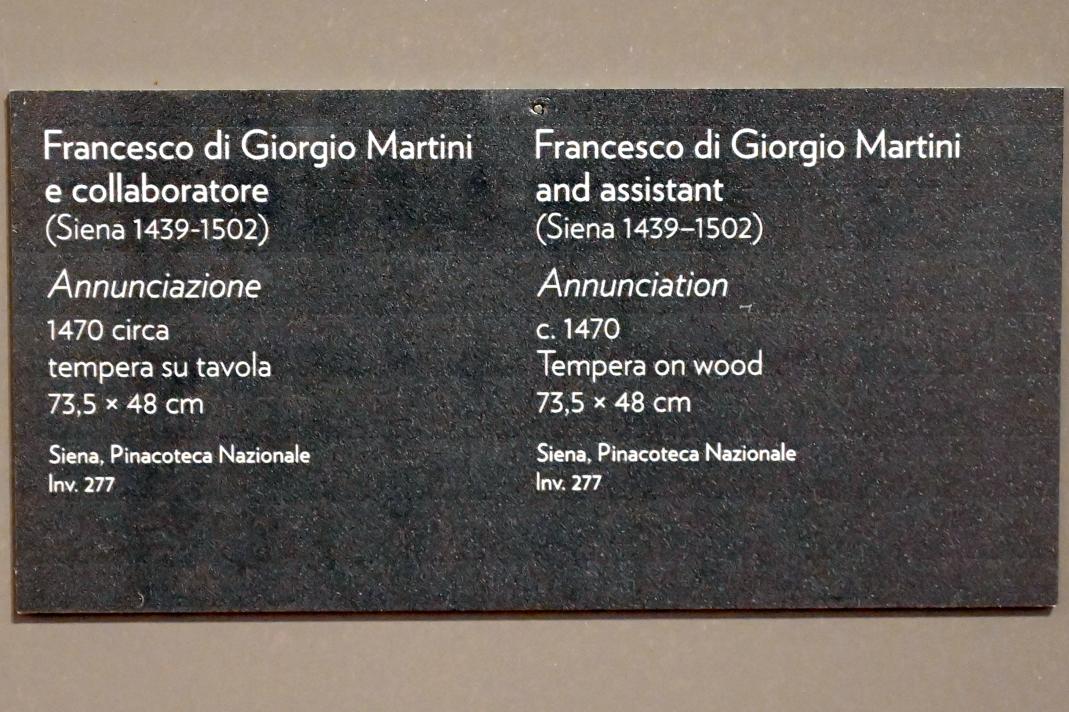 Francesco di Giorgio Martini
e collaboratore
(Siena 1439-1502)
Annunciazione
1470 circa
tempera su tavola
73,5 × 48 cm
Siena, Pinacoteca Nazionale
Inv. 277
Francesco di Giorgio Martini
and assistant
(Siena 1439–1502)
Annunciation
c. 1470
Tempera on wood
73,5 × 48 cm
Siena, Pinacoteca Nazionale
Inv. 277